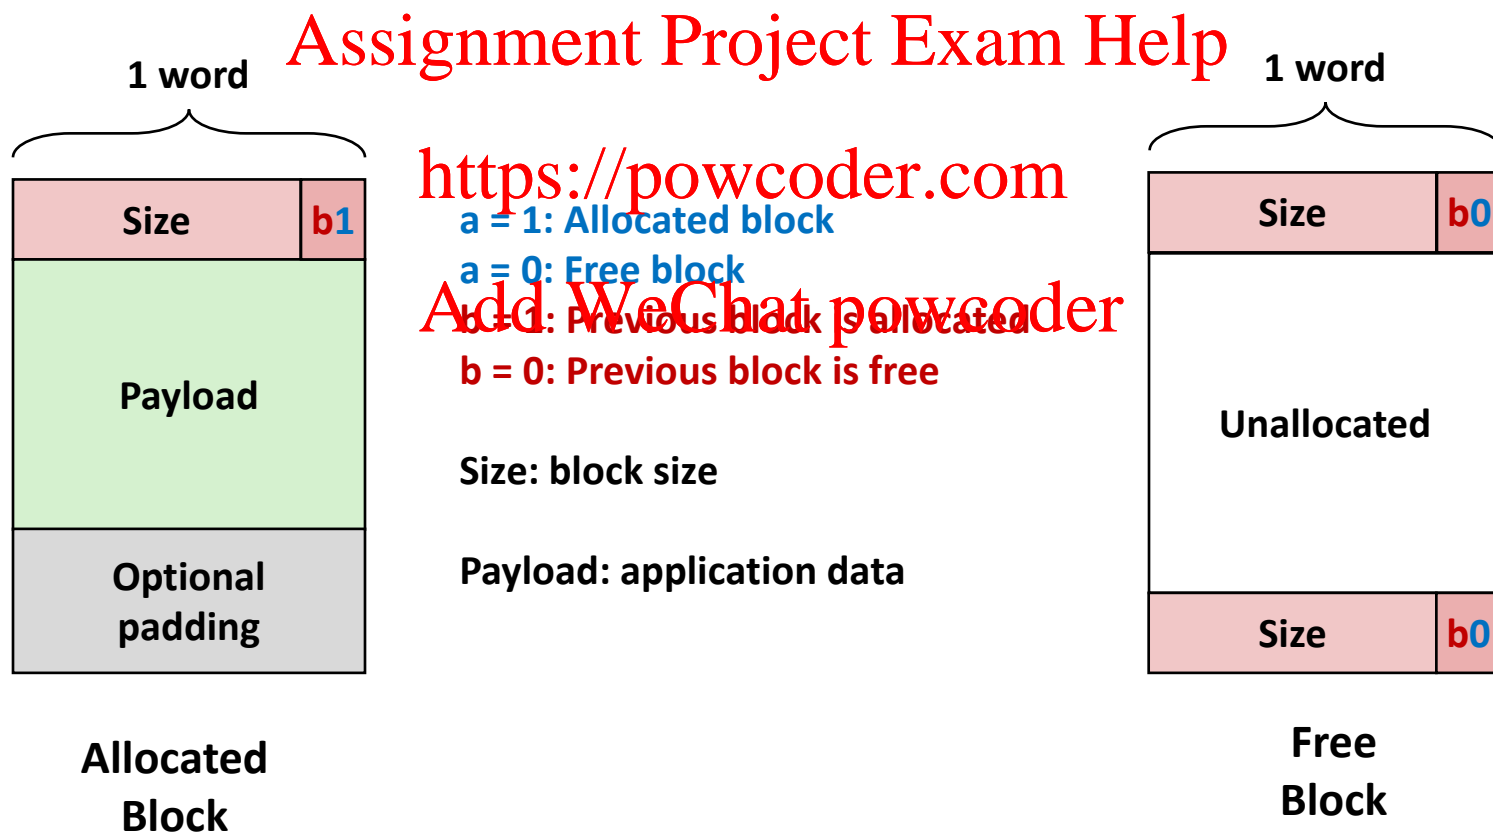 Assignment Project Exam Help
1 word
1 word
https://powcoder.com
Size b1
a = 1: Allocated block
Size b0
a = 0: Free block
Add WeChat powcoder
b = 1: Previous block is allocated
b = 0: Previous block is free
Payload
Unallocated
Size: block size
Optional
padding
Payload: application data
Size b0
Allocated
Block
Free
Block